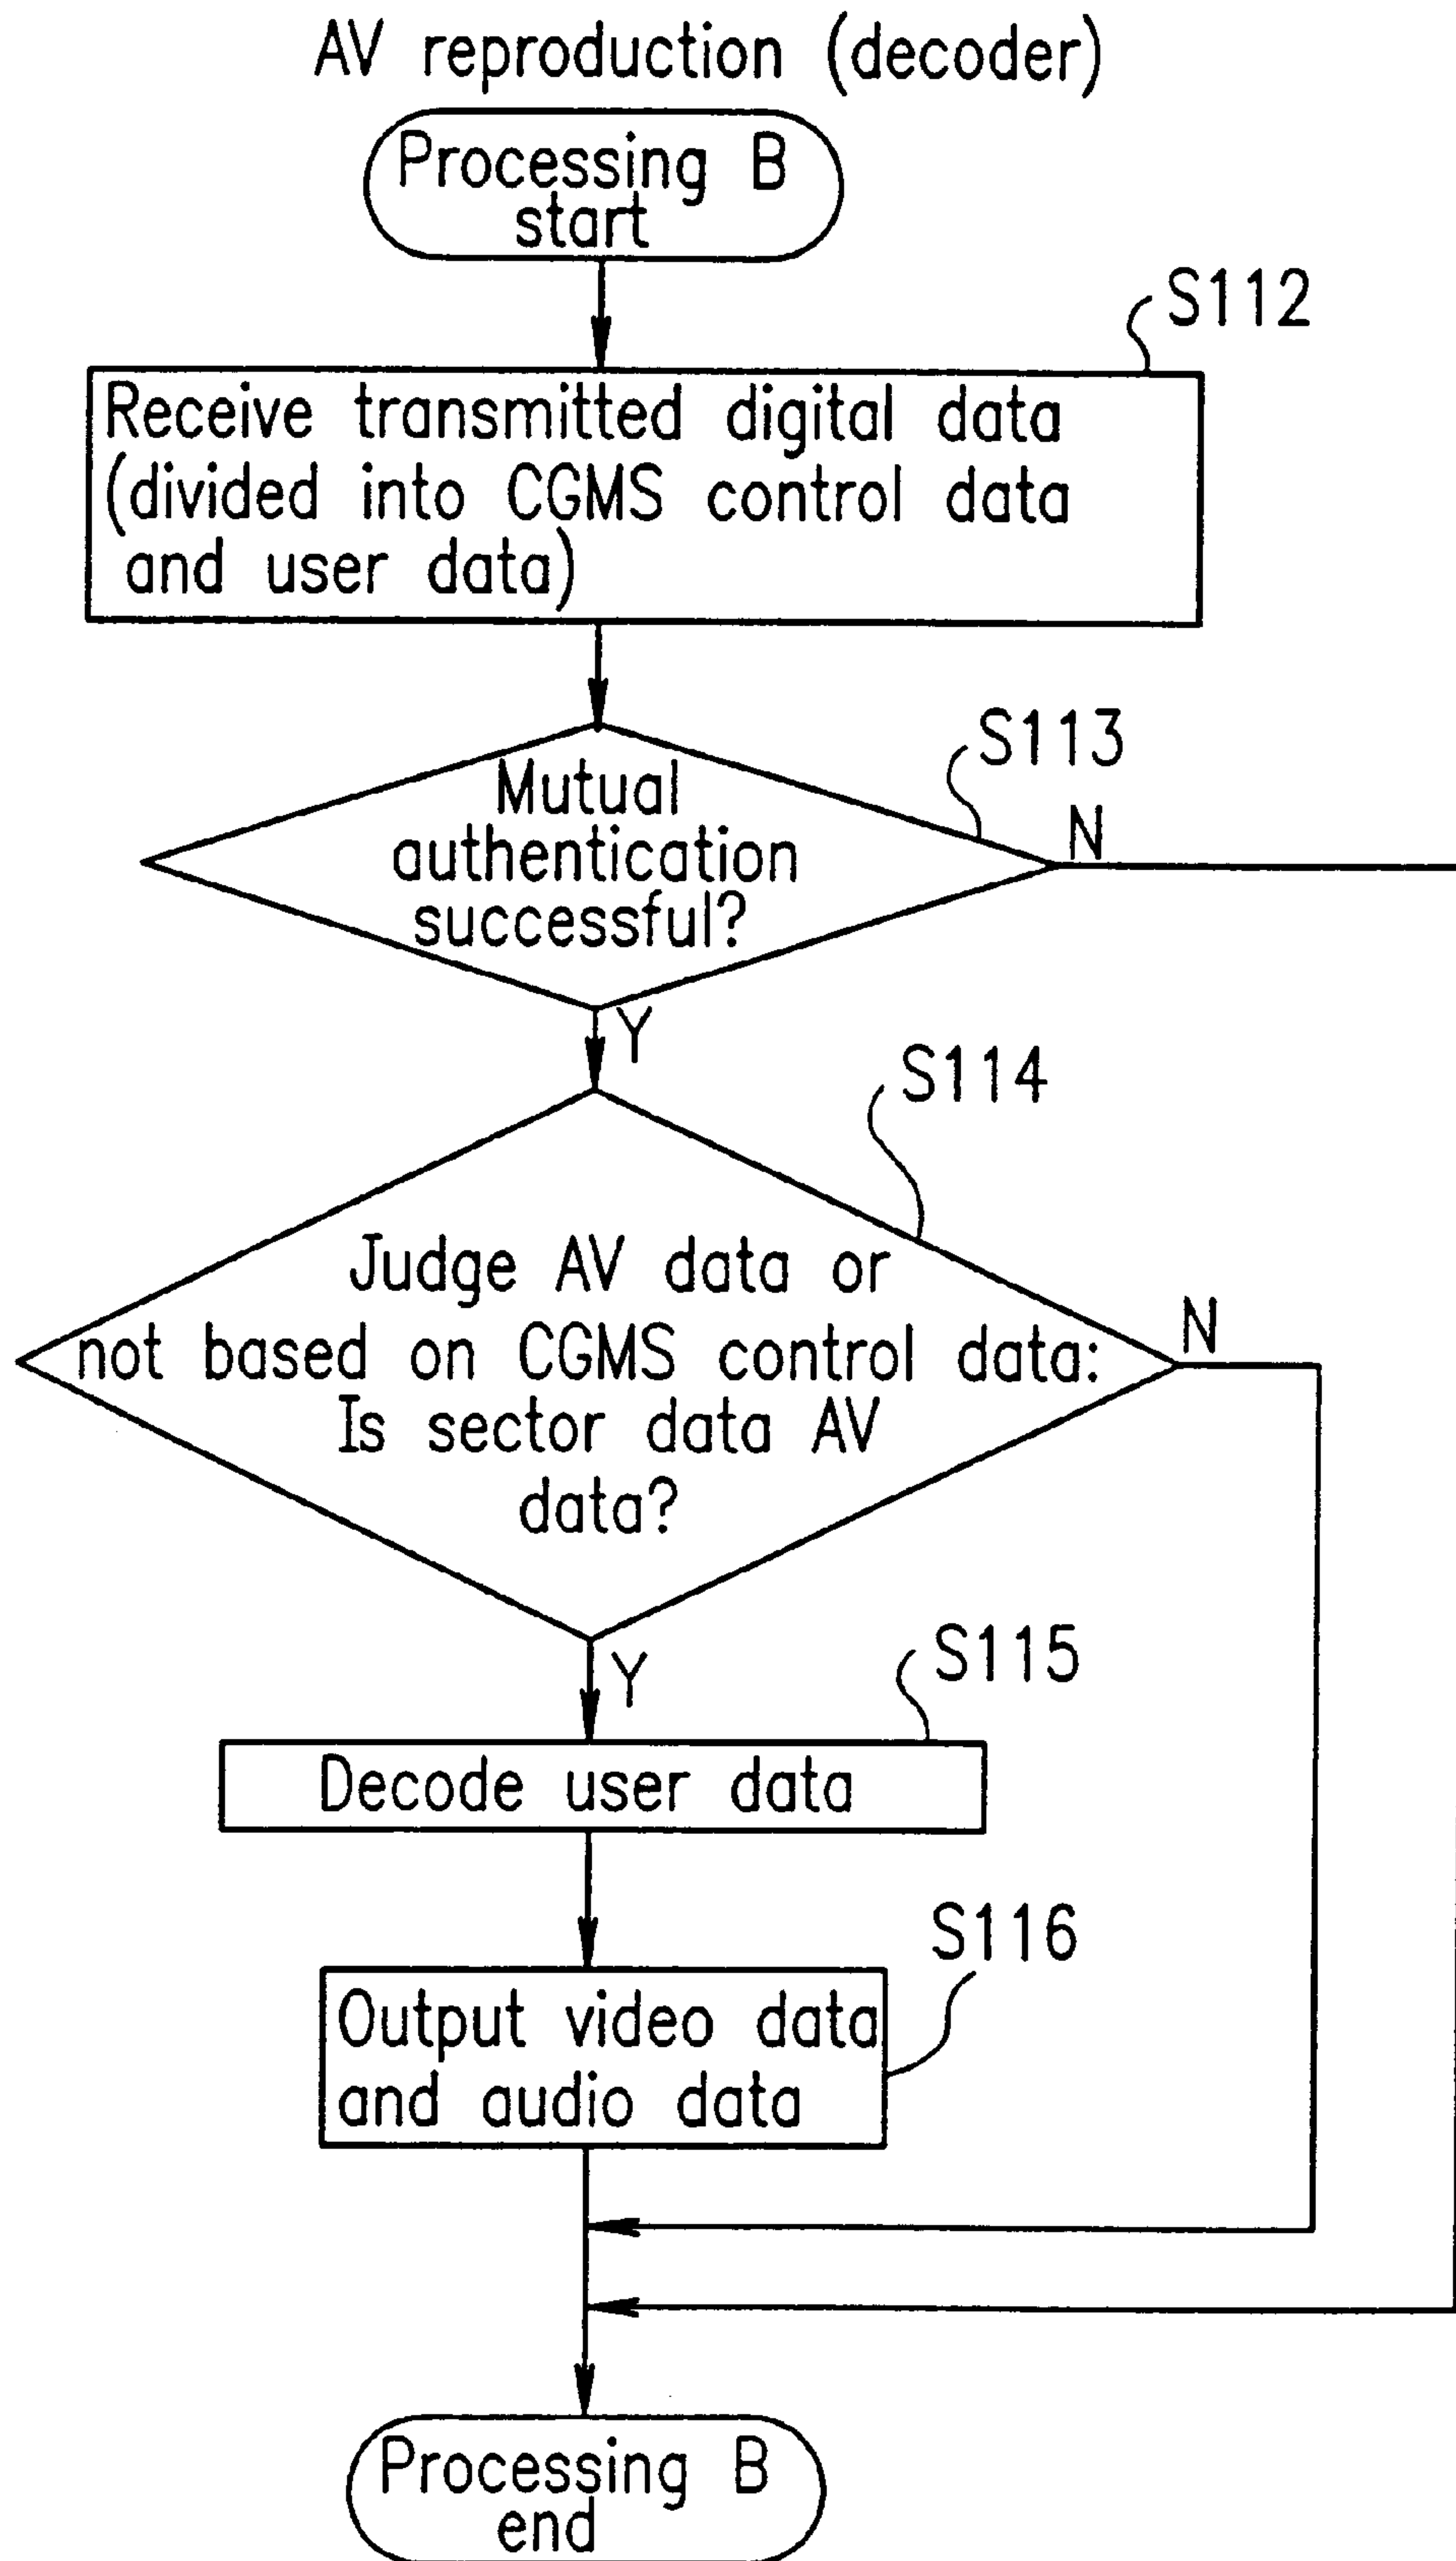 AV reproduction (decoder)
Processing B
start
S112
Receive transmitted digital data
(divided into CGMS control data
and user data)
S113
Mutual
authentication
successful?
N
Y
S114
Judge AV data or
not based on CGMS control data:
Is sector data AV
data?
N
Y
S115
Decode user data
S116
Output video data
and audio data
Processing B
end